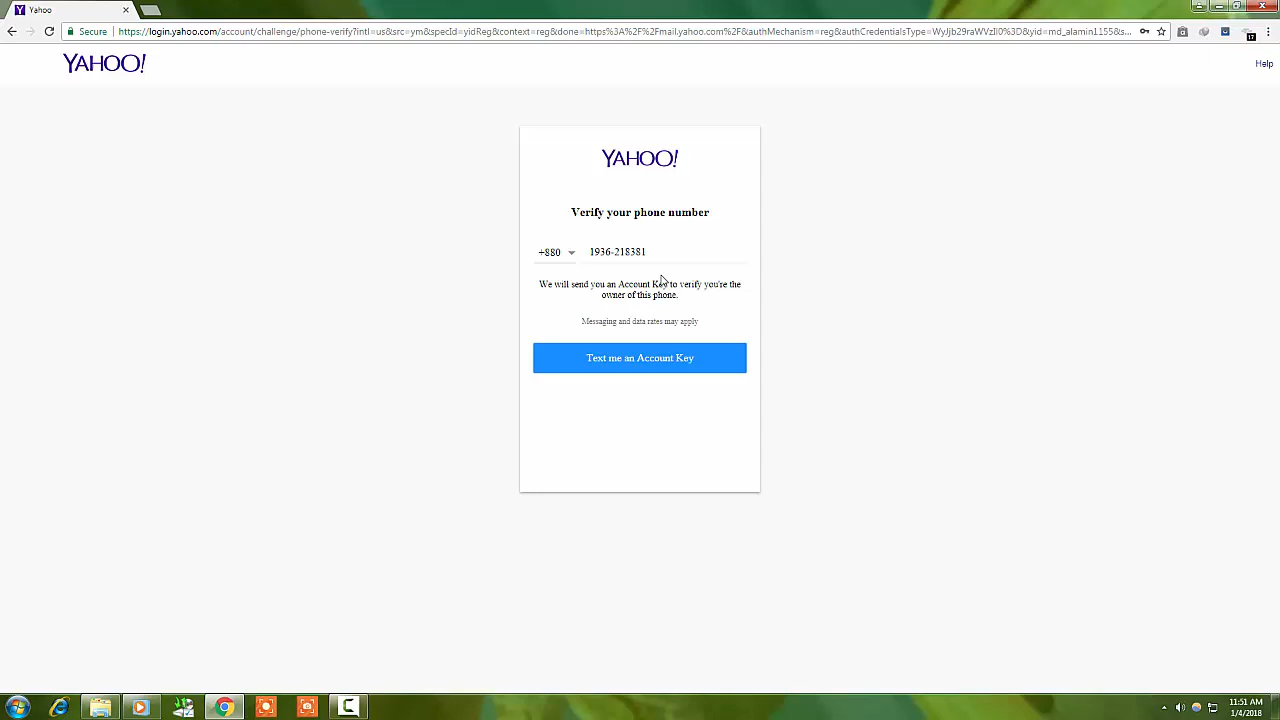 Yahoo
Secure
https://login.yahoo.com/account/challenge/phone-verify?intl=us&src=ym&specId=yidReg&context=reg&done=https%3A%2F%2Fmail.yahoo.com%2F&authMechanism=reg&authCredentialsType=
YAHOO!
Help
YAHOO!
Verify your phone number
+880 1936-218381
We will send you an Account Key to verify you're the
owner of this phone.
Messaging and data rates may apply
Text me an Account Key
11:51 AM
1/4/2018